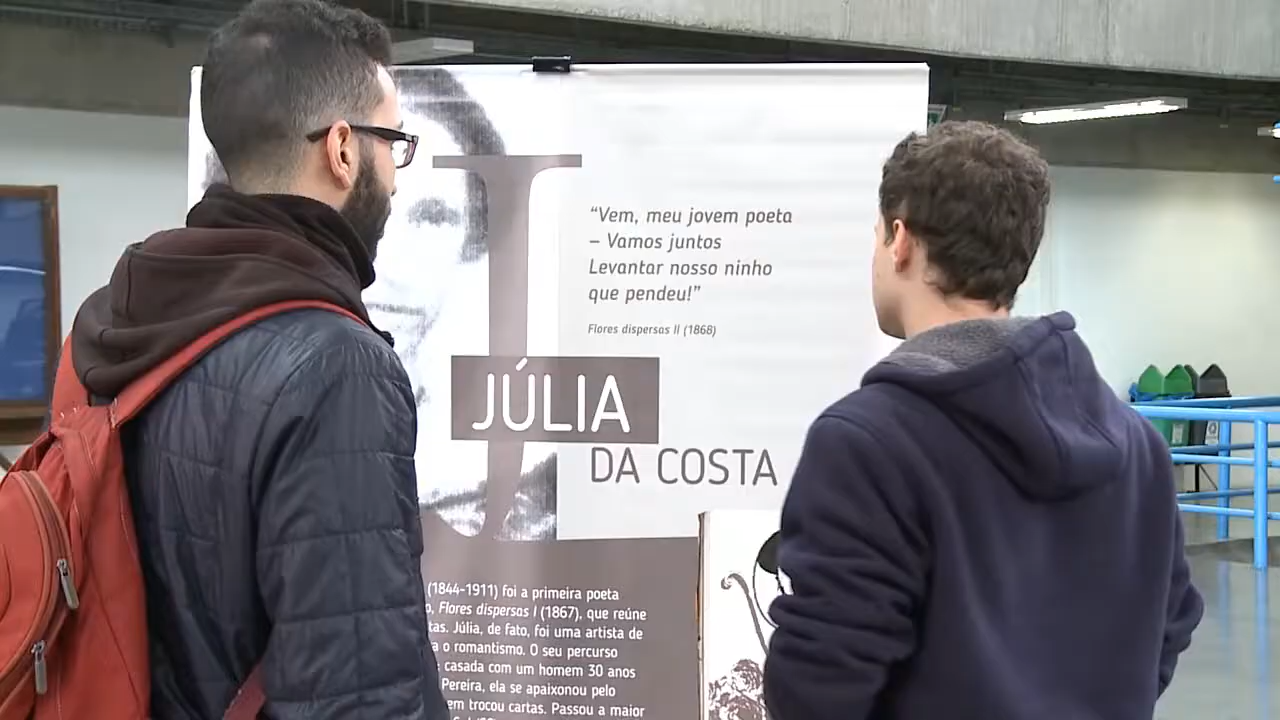 “Vem, meu jovem poeta
– Vamos juntos
Levantar nosso ninho
que pendeu!”
Flores dispersas II (1868)
J
JÚLIA
DA COSTA
(1844-1911) foi a primeira poeta
Flores dispersas I (1867), que reúne
Júlia, de fato, foi uma artista de
o romantismo. O seu percurso
casada com um homem 30 anos
Pereira, ela se apaixonou pelo
em trocou cartas. Passou a maior